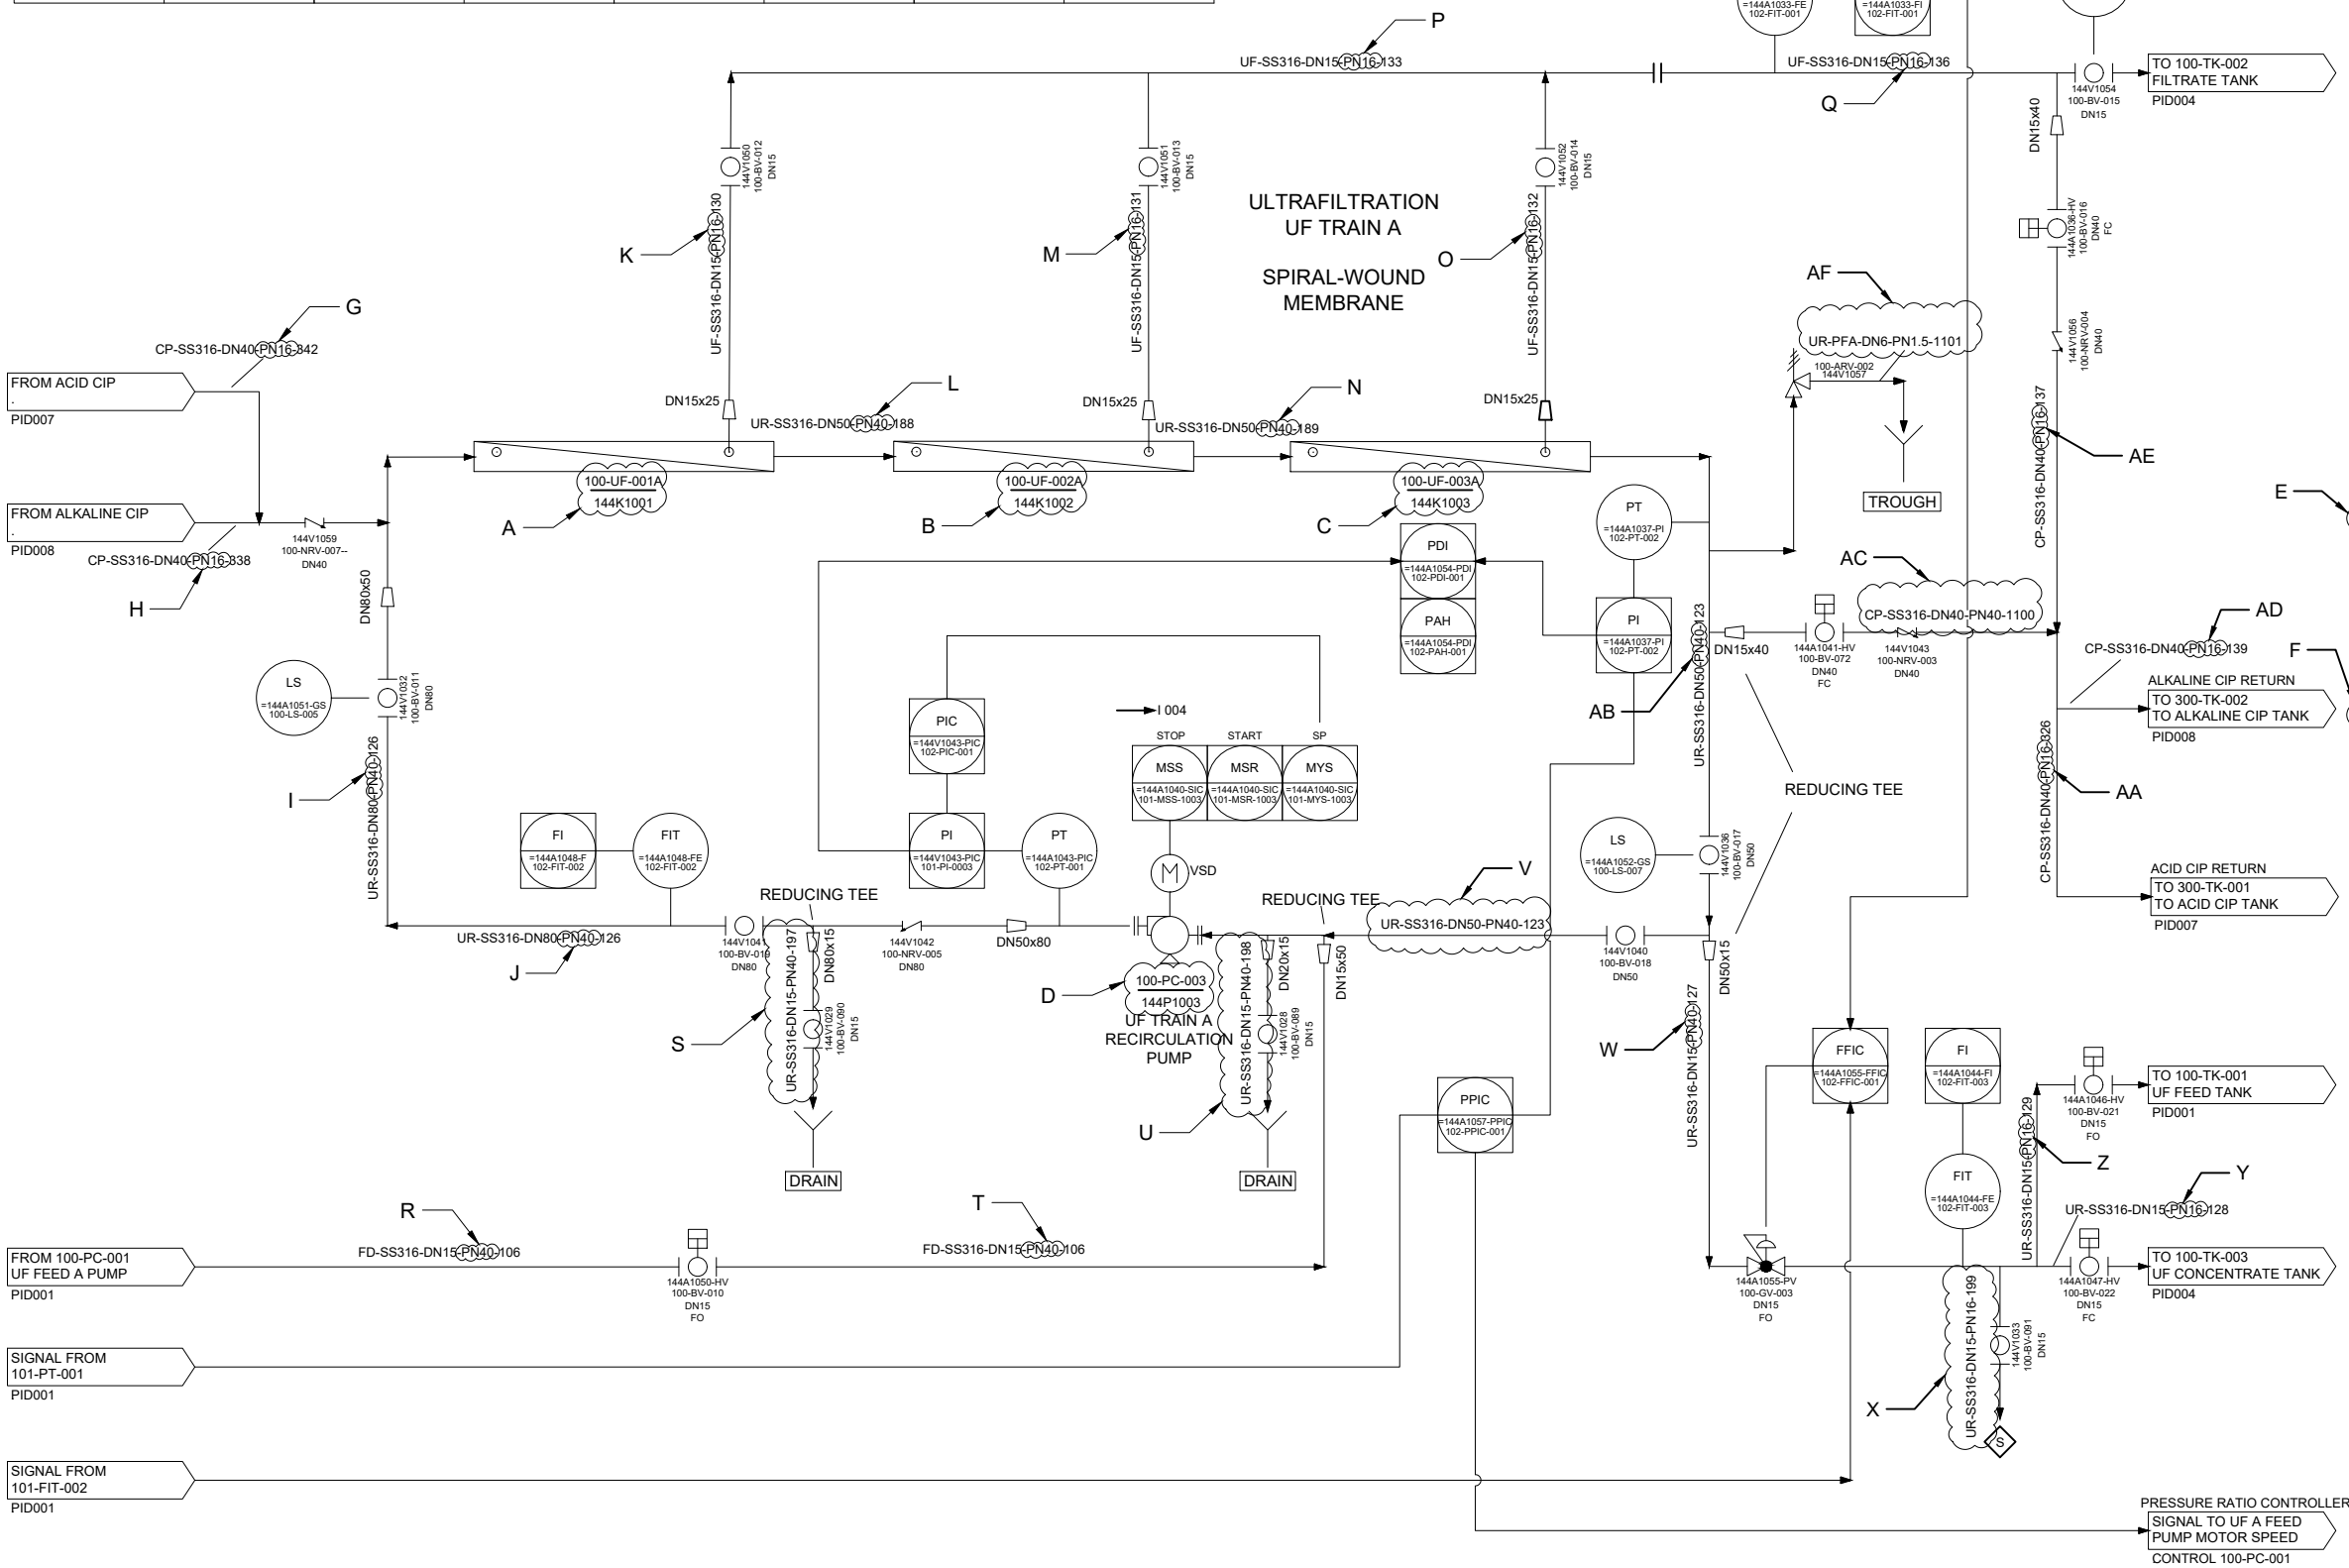 =144A1033-FE
102-FIT-001
=144A1033-FI
102-FIT-001
P
UF-SS316-DN15-PN16-133
UF-SS316-DN15-PN16-136
Q
144V1054
100-BV-015
DN15
TO 100-TK-002
FILTRATE TANK
PID004
DN15x40
144V1050
100-BV-012
DN15
144V1051
100-BV-013
DN15
144V1052
100-BV-014
DN15
K
UF-SS316-DN15-PN16-130
M
UF-SS316-DN15-PN16-131
O
UF-SS316-DN15-PN16-132
ULTRAFILTRATION
UF TRAIN A
SPIRAL-WOUND
MEMBRANE
144A1036-HV
100-BV-016
DN40
FC
AF
UR-PFA-DN6-PN1.5-1101
100-ARV-002
144V1057
144V1056
100-NRV-004
DN40
G
CP-SS316-DN40-PN16-342
FROM ACID CIP
.
PID007
DN15x25
L
UR-SS316-DN50-PN40-188
DN15x25
N
UR-SS316-DN50-PN40-189
DN15x25
CP-SS316-DN40-PN16-137
AE
TROUGH
E
100-UF-001A
144K1001
A
100-UF-002A
144K1002
B
100-UF-003A
144K1003
C
FROM ALKALINE CIP
.
PID008
144V1059
100-NRV-007--
DN40
CP-SS316-DN40-PN16-338
H
DN80x50
PT
=144A1037-PI
102-PT-002
PDI
=144A1054-PDI
102-PDI-001
PAH
=144A1054-PDI
102-PAH-001
PI
=144A1037-PI
102-PT-002
UR-SS316-DN50-PN40-123
AB
DN15x40
144A1041-HV
100-BV-072
DN40
FC
AC
CP-SS316-DN40-PN40-1100
144V1043
100-NRV-003
DN40
AD
CP-SS316-DN40-PN16-139
F
ALKALINE CIP RETURN
TO 300-TK-002
TO ALKALINE CIP TANK
PID008
LS
=144A1051-GS
100-LS-005
144V1032
100-BV-011
DN80
I
UR-SS316-DN80-PN40-126
PIC
=144V1043-PIC
102-PIC-001
I 004
STOP
START
SP
MSS
=144A1040-SIC
101-MSS-1003
MSR
=144A1040-SIC
101-MSR-1003
MYS
=144A1040-SIC
101-MYS-1003
REDUCING TEE
CP-SS316-DN40-PN16-326
AA
FI
=144A1048-F
102-FIT-002
FIT
=144A1048-FE
102-FIT-002
PI
=144V1043-PIC
101-PI-0003
PT
=144A1043-PIC
102-PT-001
M
VSD
LS
=144A1052-GS
100-LS-007
144V1036
100-BV-017
DN50
ACID CIP RETURN
TO 300-TK-001
TO ACID CIP TANK
PID007
REDUCING TEE
REDUCING TEE
V
UR-SS316-DN50-PN40-123
UR-SS316-DN80-PN40-126
J
144V1041
100-BV-019
DN80
DN80x15
144V1042
100-NRV-005
DN80
DN50x80
DN20x15
DN15x50
144V1040
100-BV-018
DN50
DN50x15
D
100-PC-003
144P1003
UF TRAIN A
RECIRCULATION
PUMP
S
UR-SS316-DN15-PN40-197
144V1029
100-BV-090
DN15
U
UR-SS316-DN15-PN40-198
144V1028
100-BV-089
DN15
W
UR-SS316-DN15-PN40-127
FFIC
=144A1055-FFIC
102-FFIC-001
FI
=144A1044-FI
102-FIT-003
144A1046-HV
100-BV-021
DN15
FO
TO 100-TK-001
UF FEED TANK
PID001
PPIC
=144A1057-PPIC
102-PPIC-001
UR-SS316-DN15-PN16-129
Z
Y
UR-SS316-DN15-PN16-128
FIT
=144A1044-FE
102-FIT-003
DRAIN
DRAIN
R
FD-SS316-DN15-PN40-106
T
FD-SS316-DN15-PN40-106
FROM 100-PC-001
UF FEED A PUMP
PID001
144A1050-HV
100-BV-010
DN15
FO
144A1055-PV
100-GV-003
DN15
FO
144A1047-HV
100-BV-022
DN15
FC
TO 100-TK-003
UF CONCENTRATE TANK
PID004
X
UR-SS316-DN15-PN16-199
144V1033
100-BV-091
DN15
S
SIGNAL FROM
101-PT-001
PID001
SIGNAL FROM
101-FIT-002
PID001
PRESSURE RATIO CONTROLLER
SIGNAL TO UF A FEED
PUMP MOTOR SPEED
CONTROL 100-PC-001